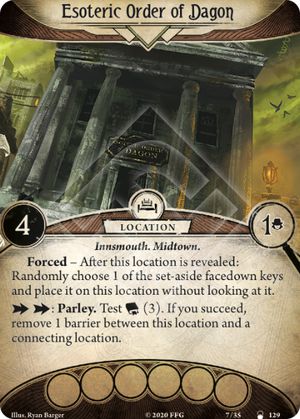 Esoteric Order of Dagon
DAGON
4
LOCATION
1
Innsmouth. Midtown.
Forced – After this location is revealed:
Randomly choose 1 of the set-aside facedown keys
and place it on this location without looking at it.
: Parley. Test (3). If you succeed,
remove 1 barrier between this location and a
connecting location.
Illus. Ryan Barger
© 2020 FFG
7/35
129